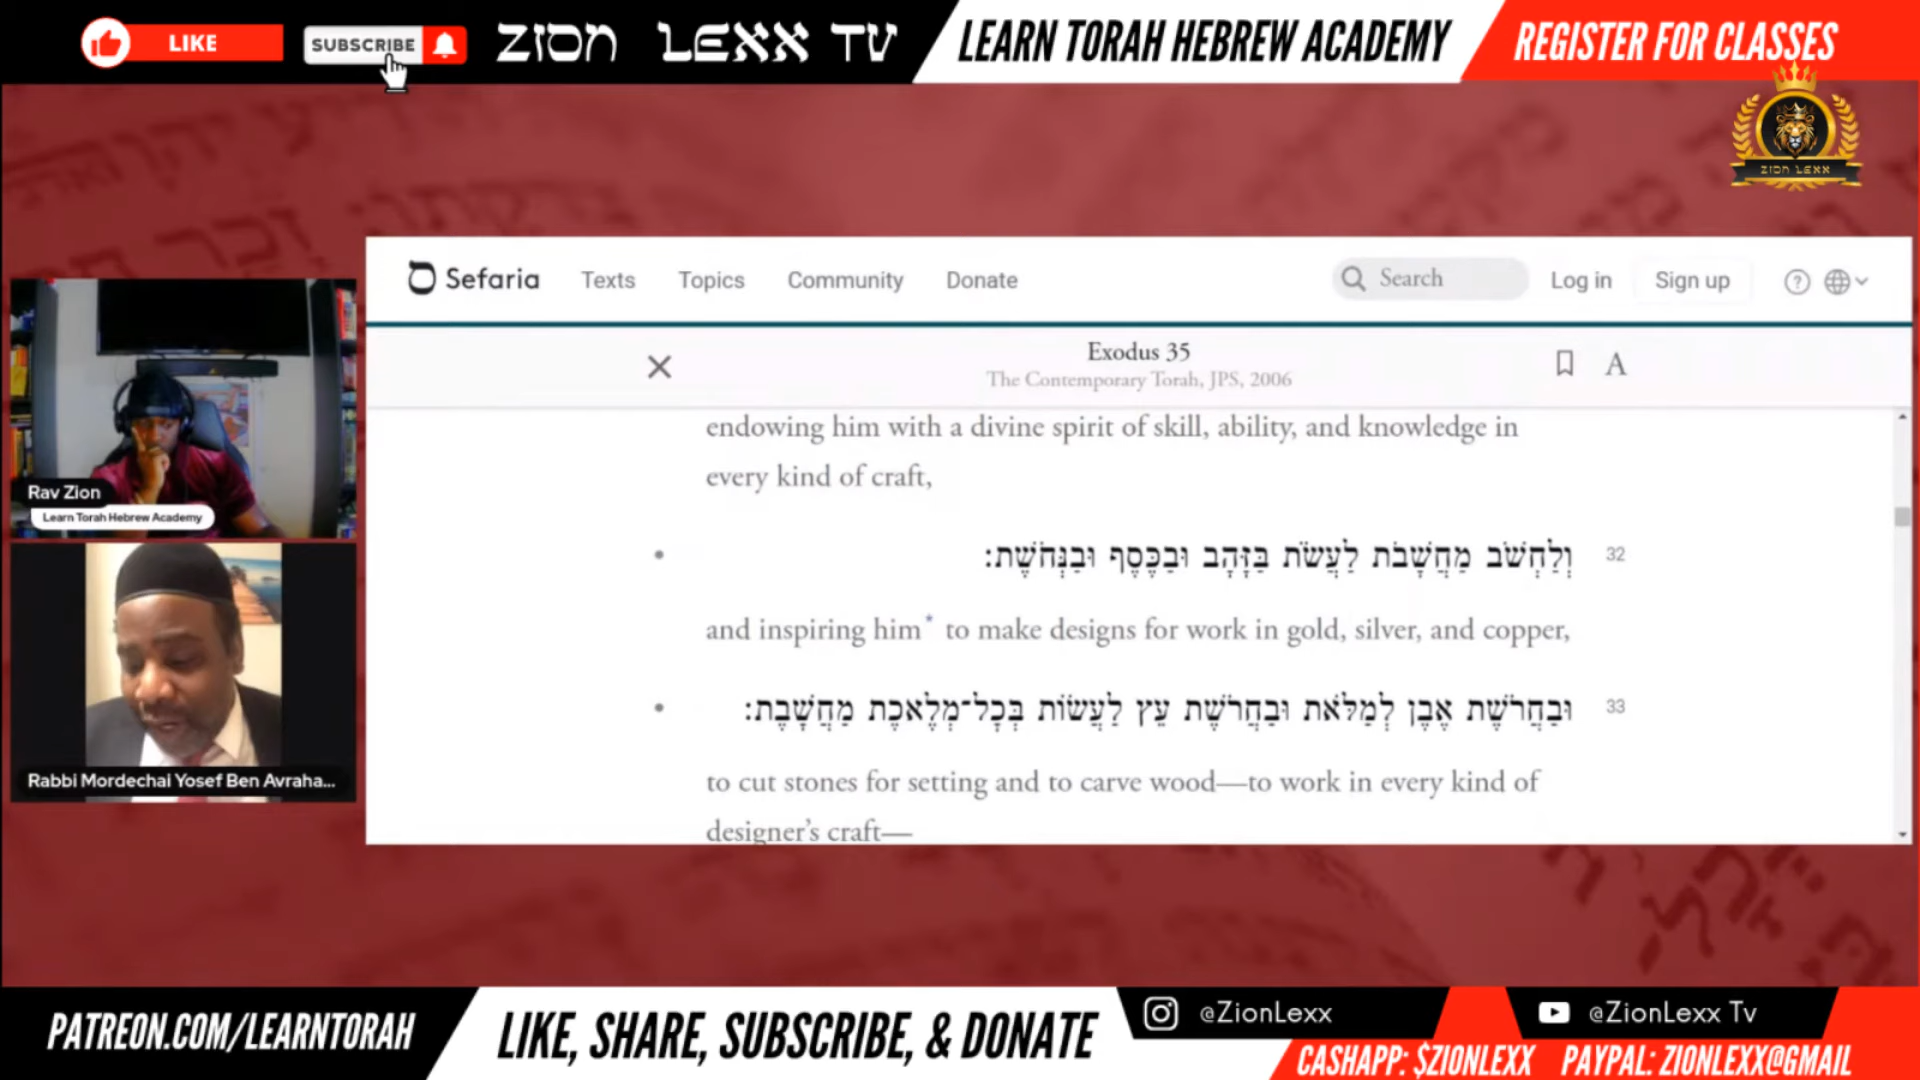 LIKE
SUBSCRIBE
ZION LEXX TV
LEARN TORAH HEBREW ACADEMY
REGISTER FOR CLASSES
ZION LEXX
Sefaria
Texts
Topics
Community
Donate
Search
Log in
Sign up
Exodus 35
The Contemporary Torah, JPS, 2006
A
endowing him with a divine spirit of skill, ability, and knowledge in
every kind of craft,
וְלַחְשֹׁב מַחֲשָׁבֹת לַעֲשֹׂת בַּזָּהָב וּבַכֶּסֶף וּבַנְּחֹשֶׁת׃ 32
and inspiring him* to make designs for work in gold, silver, and copper,
וּבַחֲרֹשֶׁת אֶבֶן לְמַלֹּאת וּבַחֲרֹשֶׁת עֵץ לַעֲשׂוֹת בְּכׇל־מְלֶאכֶת מַחֲשָׁבֶת׃ 33
to cut stones for setting and to carve wood—to work in every kind of
designer's craft—
Rav Zion
Learn Torah Hebrew Academy
Rabbi Mordechai Yosef Ben Avraha...
PATREON.COM/LEARNTORAH
LIKE, SHARE, SUBSCRIBE, & DONATE
@ZionLexx
@ZionLexx Tv
CASHAPP: $ZIONLEXX
PAYPAL: ZIONLEXX@GMAIL